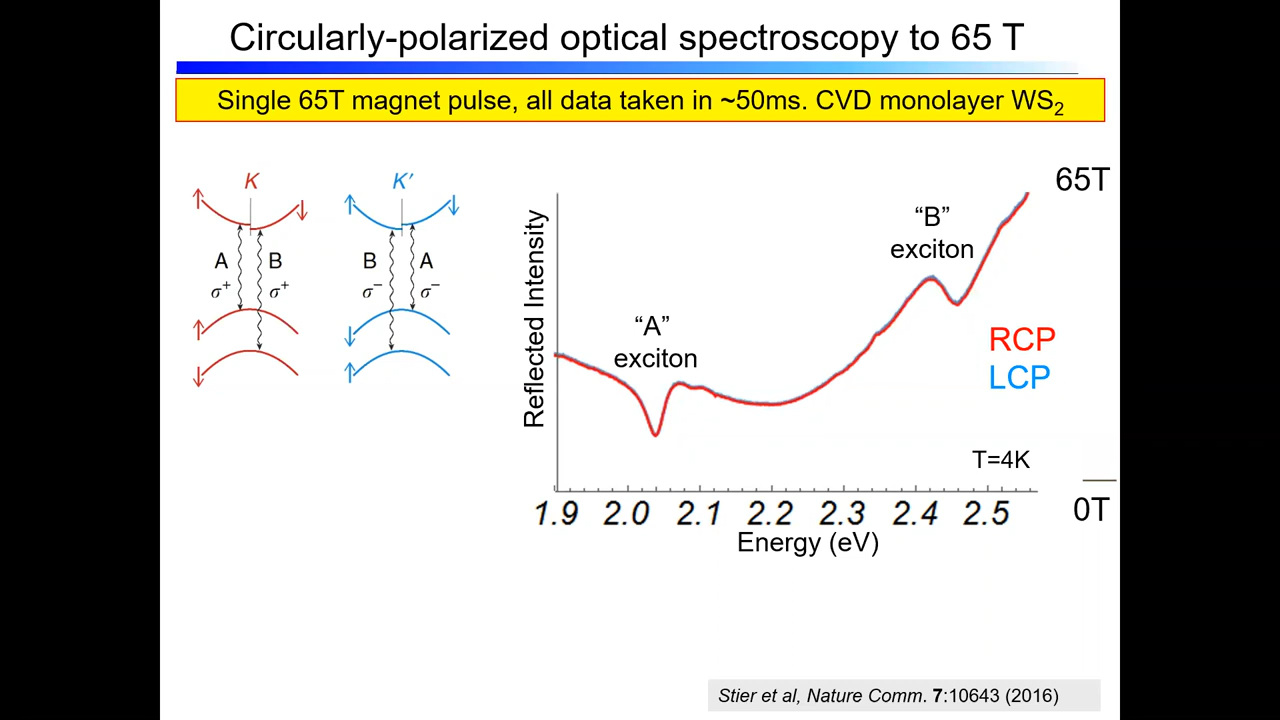 Circularly-polarized optical spectroscopy to 65 T
Single 65T magnet pulse, all data taken in ~50ms. CVD monolayer WS₂
K
K′
A
B
σ⁺
σ⁺
B
A
σ⁻
σ⁻
Reflected Intensity
"A"
exciton
"B"
exciton
65T
RCP
LCP
T=4K
0T
1.9 2.0 2.1 2.2 2.3 2.4 2.5
Energy (eV)
Stier et al, Nature Comm. 7:10643 (2016)